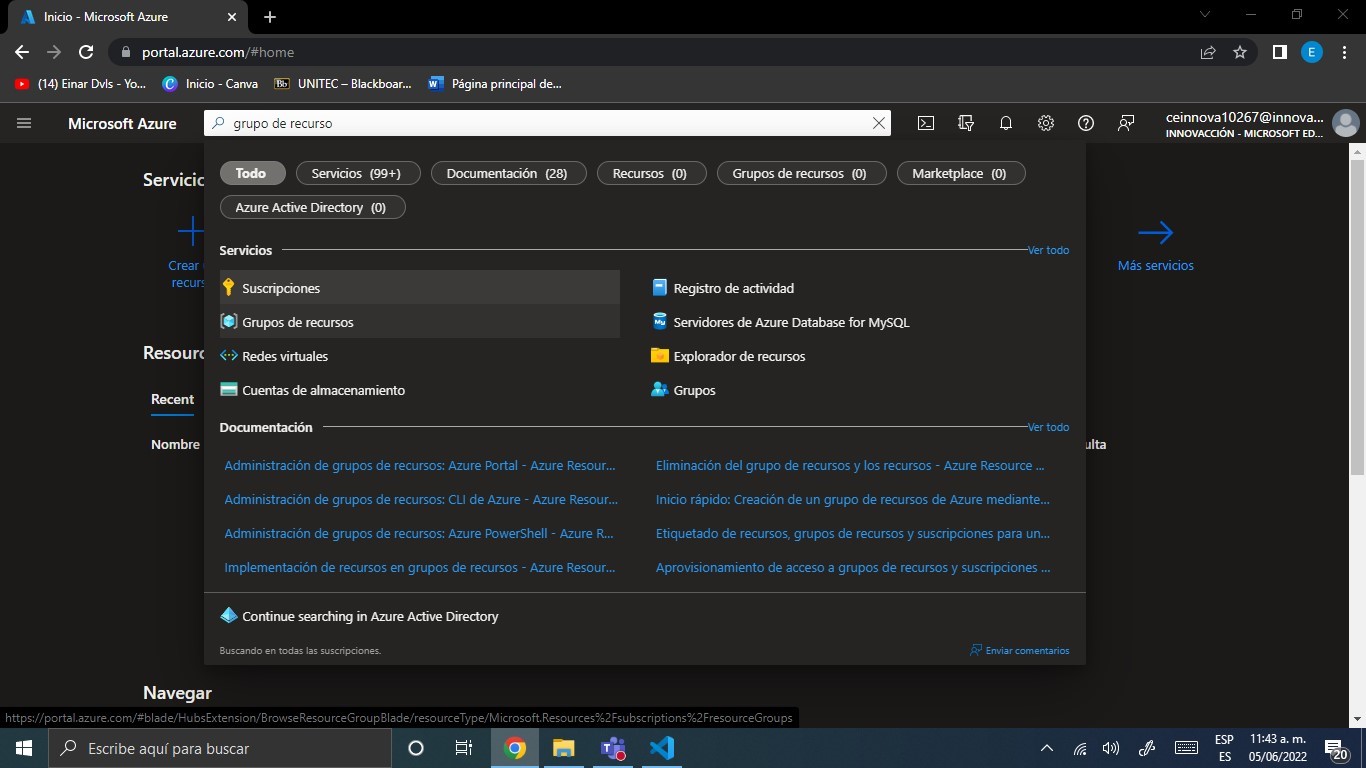 Inicio - Microsoft Azure
portal.azure.com/#home
E
(14) Einar Dvls - Yo...
Inicio - Canva
Bb
UNITEC – Blackboar...
Página principal de...
Microsoft Azure
grupo de recurso
ceinnova10267@innova...
INNOVACCIÓN - MICROSOFT ED...
Todo
Servicios (99+)
Documentación (28)
Recursos (0)
Grupos de recursos (0)
Marketplace (0)
Azure Active Directory (0)
Servicios
Ver todo
Suscripciones
Registro de actividad
Grupos de recursos
Servidores de Azure Database for MySQL
Redes virtuales
Explorador de recursos
Cuentas de almacenamiento
Grupos
Documentación
Ver todo
Administración de grupos de recursos: Azure Portal - Azure Resour...
Eliminación del grupo de recursos y los recursos - Azure Resource ...
Administración de grupos de recursos: CLI de Azure - Azure Resour...
Inicio rápido: Creación de un grupo de recursos de Azure mediante...
Administración de grupos de recursos: Azure PowerShell - Azure R...
Etiquetado de recursos, grupos de recursos y suscripciones para un...
Implementación de recursos en grupos de recursos - Azure Resour...
Aprovisionamiento de acceso a grupos de recursos y suscripciones ...
Continue searching in Azure Active Directory
Buscando en todas las suscripciones.
Enviar comentarios
Servicic
Crear
recurs
Más servicios
Resourc
Recent
Nombre
ulta
Navegar
https://portal.azure.com/#blade/HubsExtension/BrowseResourceGroupBlade/resourceType/Microsoft.Resources%2Fsubscriptions%2FresourceGroups
Escribe aquí para buscar
ESP
ES
11:43 a. m.
05/06/2022
20